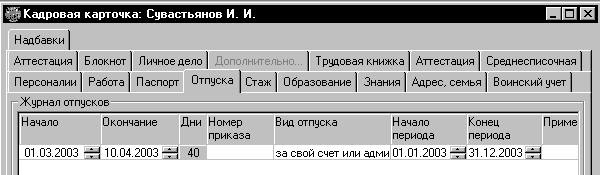 Кадровая карточка: Сувастьянов И. И.
Надбавки
Аттестация Блокнот Личное дело Дополнительно... Трудовая книжка Аттестация Среднесписочная
Персоналии Работа Паспорт Отпуска Стаж Образование Знания Адрес, семья Воинский учет
Журнал отпусков
Начало Окончание Дни Номер приказа Вид отпуска Начало периода Конец периода Приме
01.03.2003 10.04.2003 40 за свой счет или адми 01.01.2003 31.12.2003